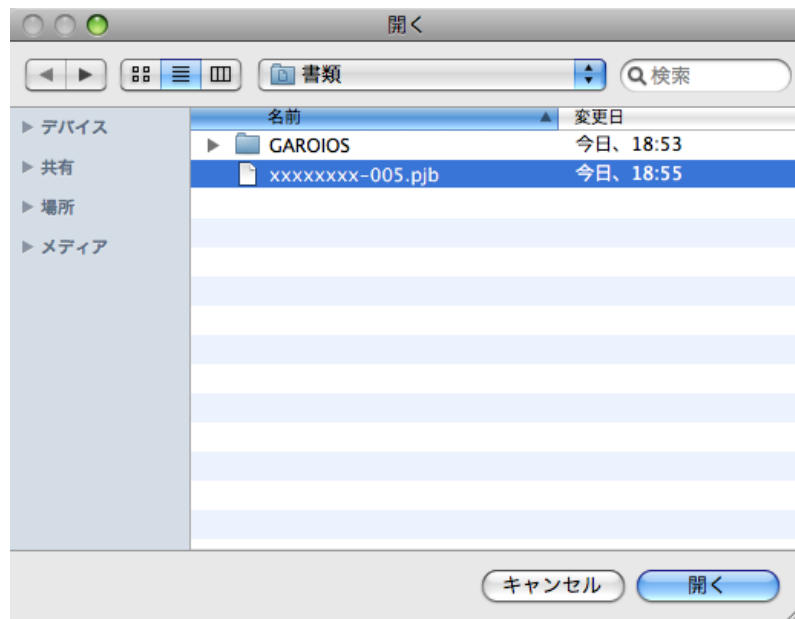 開く
書類
検索
デバイス
共有
場所
メディア
名前 変更日
GAROIOS 今日、18:53
xxxxxxxx-005.pjb 今日、18:55
キャンセル 開く